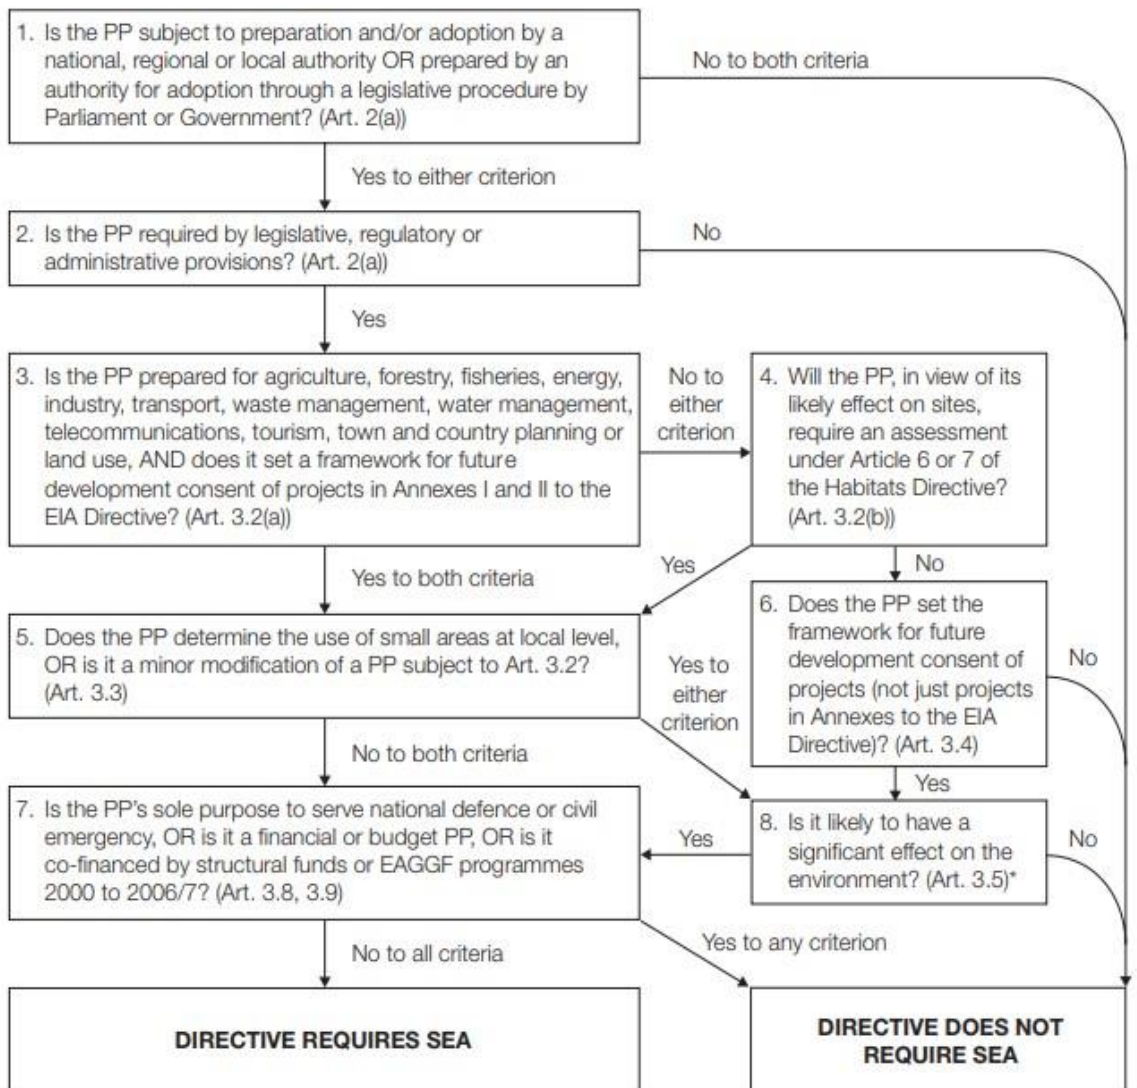 1. Is the PP subject to preparation and/or adoption by a
national, regional or local authority OR prepared by an
authority for adoption through a legislative procedure by
Parliament or Government? (Art. 2(a))
No to both criteria
Yes to either criterion
2. Is the PP required by legislative, regulatory or
administrative provisions? (Art. 2(a))
No
Yes
3. Is the PP prepared for agriculture, forestry, fisheries, energy,
industry, transport, waste management, water management,
telecommunications, tourism, town and country planning or
land use, AND does it set a framework for future
development consent of projects in Annexes I and II to the
EIA Directive? (Art. 3.2(a))
No to
either
criterion
4. Will the PP, in view of its
likely effect on sites,
require an assessment
under Article 6 or 7 of
the Habitats Directive?
(Art. 3.2(b))
Yes to both criteria
Yes
No
5. Does the PP determine the use of small areas at local level,
OR is it a minor modification of a PP subject to Art. 3.2?
(Art. 3.3)
Yes to
either
criterion
6. Does the PP set the
framework for future
development consent of
projects (not just projects
in Annexes to the EIA
Directive)? (Art. 3.4)
No
No to both criteria
Yes
7. Is the PP's sole purpose to serve national defence or civil
emergency, OR is it a financial or budget PP, OR is it
co-financed by structural funds or EAGGF programmes
2000 to 2006/7? (Art. 3.8, 3.9)
Yes
8. Is it likely to have a
significant effect on the
environment? (Art. 3.5)*
No
No to all criteria
Yes to any criterion
DIRECTIVE REQUIRES SEA
DIRECTIVE DOES NOT
REQUIRE SEA